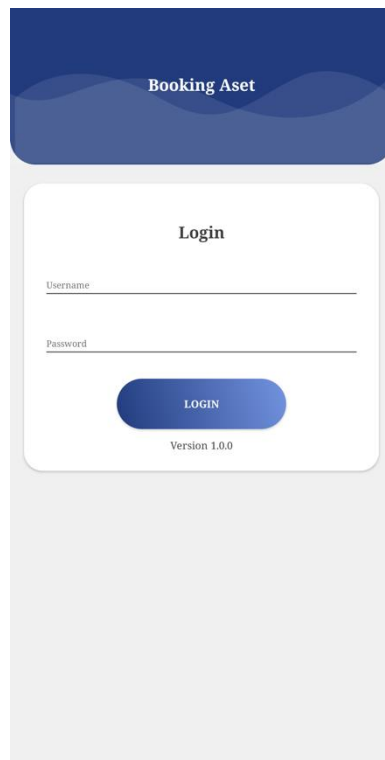 Booking Aset
Login
Username
Password
LOGIN
Version 1.0.0